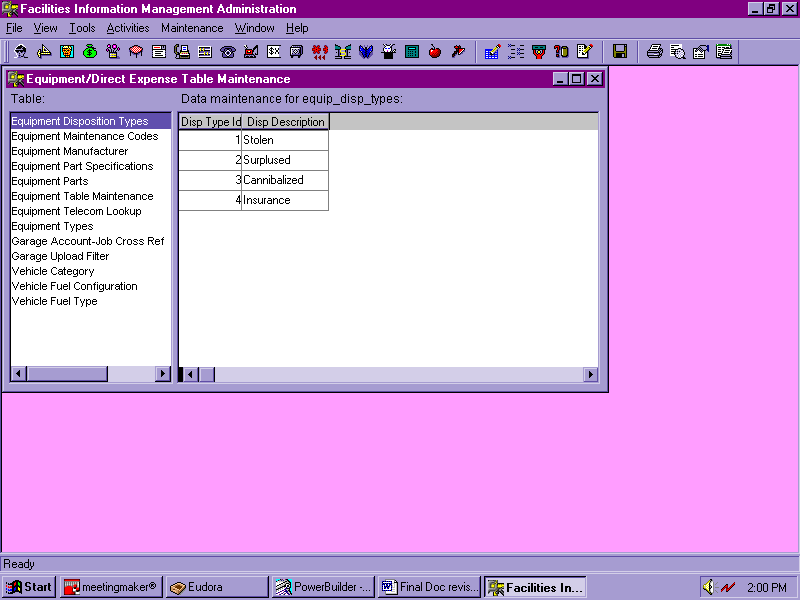 Facilities Information Management Administration
File View Tools Activities Maintenance Window Help
Equipment/Direct Expense Table Maintenance
Table: Data maintenance for equip_disp_types:
Equipment Disposition Types
Equipment Maintenance Codes
Equipment Manufacturer
Equipment Part Specifications
Equipment Parts
Equipment Table Maintenance
Equipment Telecom Lookup
Equipment Types
Garage Account-Job Cross Ref
Garage Upload Filter
Vehicle Category
Vehicle Fuel Configuration
Vehicle Fuel Type
Disp Type Id Disp Description
1 Stolen
2 Surplused
3 Cannibalized
4 Insurance
Ready
Start meetingmaker® Eudora PowerBuilder -... Final Doc revis... Facilities In... 2:00 PM